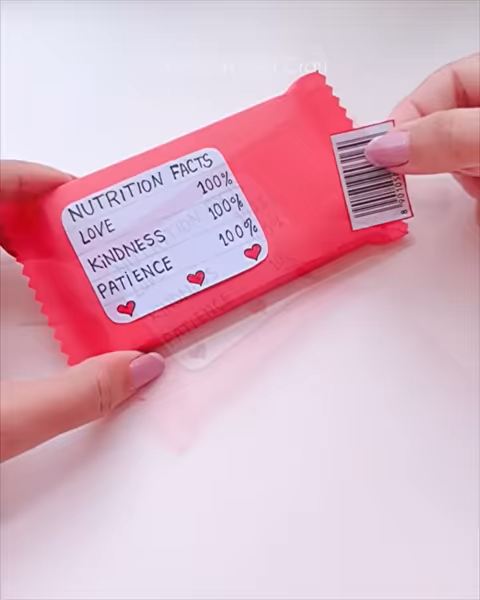 NUTRITION FACTS
LOVE 100%
KiNDNESS 100%
PATiENCE 100%